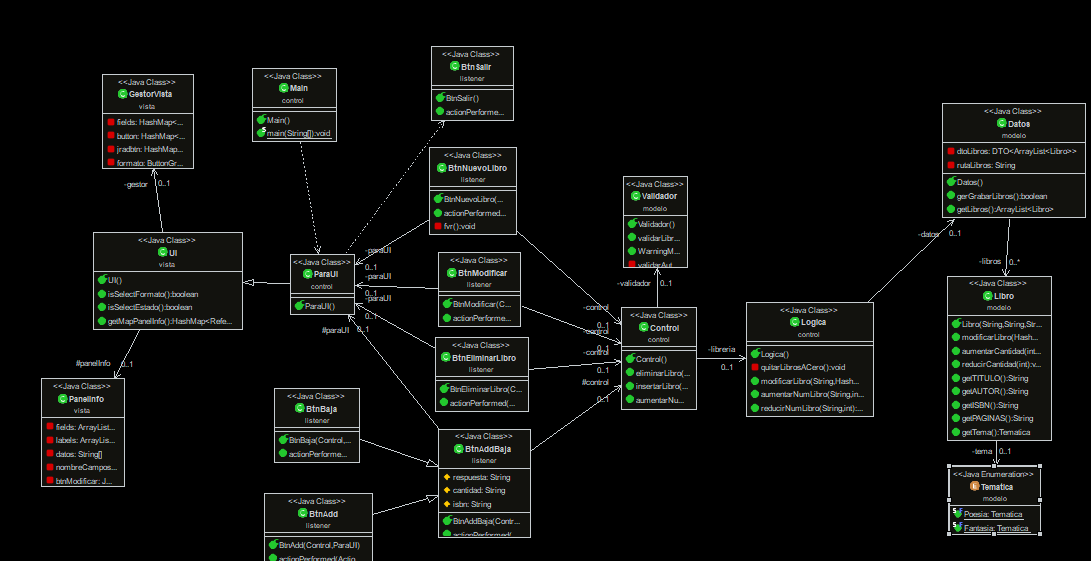 <<Java Class>>
GestorVista
vista
fields: HashMap<...
button: HashMap<...
jradbtn: HashMap...
formato: ButtonGr...
-gestor
0..1
<<Java Class>>
Main
control
Main()
main(String[]):void
<<Java Class>>
BtnSalir
listener
BtnSalir()
actionPerforme...
<<Java Class>>
BtnNuevoLibro
listener
BtnNuevoLibro(...
actionPerformed...
fvr():void
<<Java Class>>
UI
vista
UI()
isSelectFormato():boolean
isSelectEstado():boolean
getMapPanelInfo():HashMap<Refe...
#panelInfo
0..1
<<Java Class>>
PanelInfo
vista
fields: ArrayList...
labels: ArrayLis...
datos: String[]
nombreCampos...
btnModificar: J...
<<Java Class>>
ParaUI
control
ParaUI()
-paraUI
0..1
-paraUI
0..1
-paraUI
0..1
#paraUI
0..1
<<Java Class>>
BtnModificar
listener
BtnModificar(C...
actionPerforme...
<<Java Class>>
BtnEliminarLibro
listener
BtnEliminarLibro(C...
actionPerformed(...
<<Java Class>>
BtnBaja
listener
BtnBaja(Control,...
actionPerforme...
<<Java Class>>
BtnAdd
listener
BtnAdd(Control,ParaUI)
actionPerformed(Actio...
<<Java Class>>
BtnAddBaja
listener
respuesta: String
cantidad: String
isbn: String
BtnAddBaja(Contr...
actionPerformed(...
<<Java Class>>
Validador
modelo
Validador()
validarLibr...
WarningM...
validarAut...
-validador
0..1
-control
0..1
-control
0..1
-control
0..1
#control
0..1
<<Java Class>>
Control
control
Control()
eliminarLibro(...
insertarLibro(...
aumentarNu...
-libreria
0..1
<<Java Class>>
Logica
control
Logica()
quitarLibrosACero():void
modificarLibro(String,Hash...
aumentarNumLibro(String,in...
reducirNumLibro(String,int):...
-datos
0..1
<<Java Class>>
Datos
modelo
dtoLibros: DTO<ArrayList<Libro>>
rutaLibros: String
Datos()
gerGrabarLibros():boolean
getLibros():ArrayList<Libro>
-libros
0..*
<<Java Class>>
Libro
modelo
Libro(String,String,Str...
modificarLibro(Hash...
aumentarCantidad(int...
reducirCantidad(int):v...
getTITULO():String
getAUTOR():String
getISBN():String
getPAGINAS():String
getTema():Tematica
-tema
0..1
<<Java Enumeration>>
Tematica
modelo
Poesia: Tematica
Fantasia: Tematica